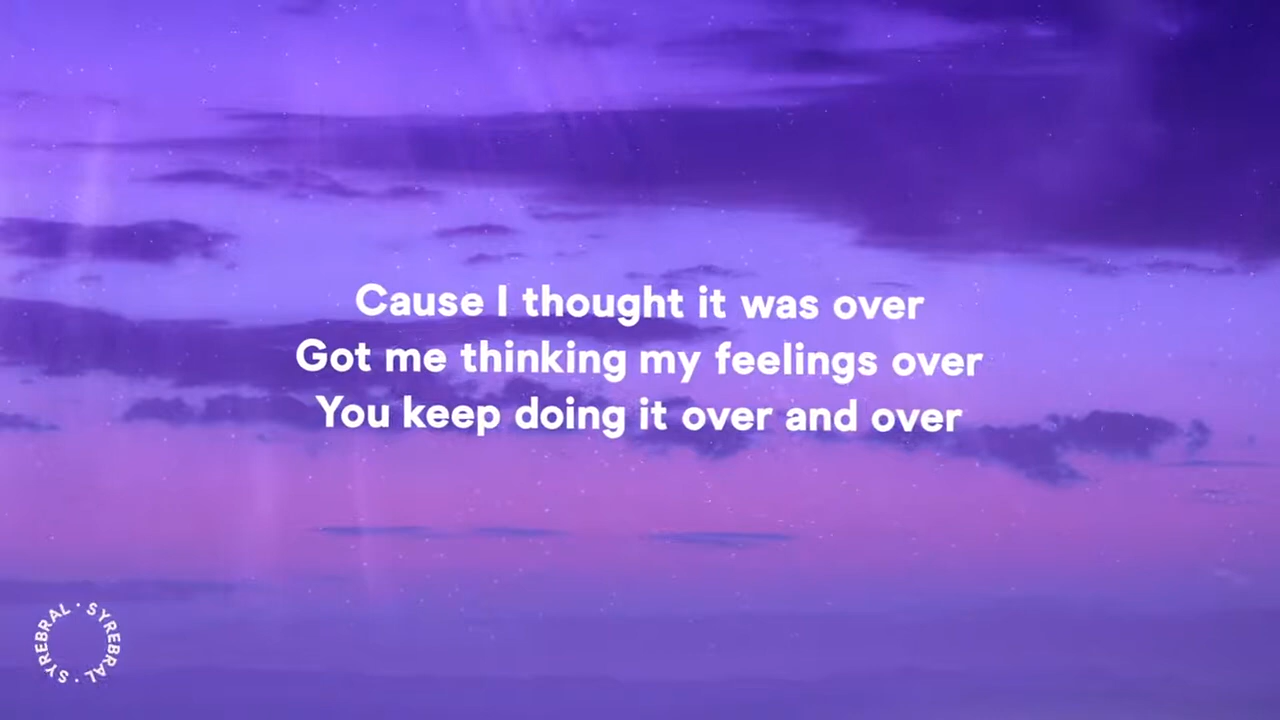 Cause I thought it was over
Got me thinking my feelings over
You keep doing it over and over
SYREBRAL · SYREBRAL ·